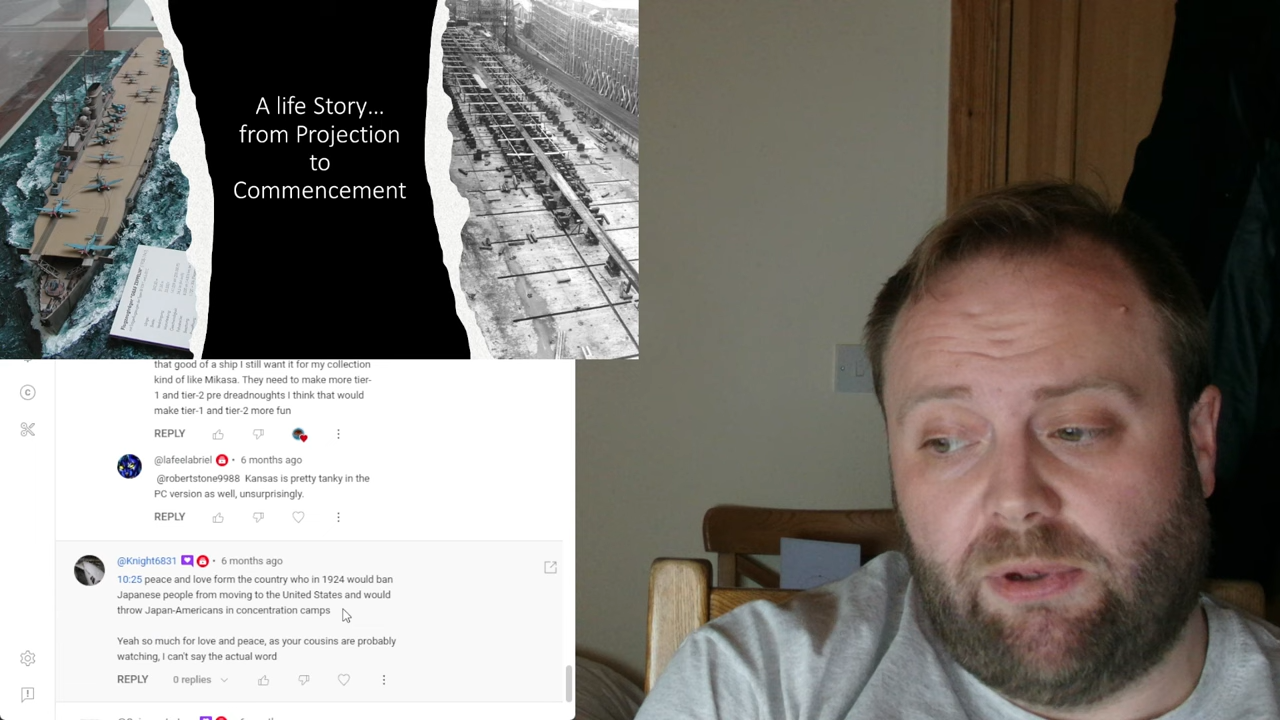 A life Story...
from Projection
to
Commencement
that good of a ship I still want it for my collection
kind of like Mikasa. They need to make more tier-
1 and tier-2 pre dreadnoughts I think that would
make tier-1 and tier-2 more fun
REPLY
@lafeelabriel • 6 months ago
@robertstone9988 Kansas is pretty tanky in the
PC version as well, unsurprisingly.
REPLY
@Knight6831 • 6 months ago
10:25 peace and love form the country who in 1924 would ban
Japanese people from moving to the United States and would
throw Japan-Americans in concentration camps
Yeah so much for love and peace, as your cousins are probably
watching, I can't say the actual word
REPLY 0 replies